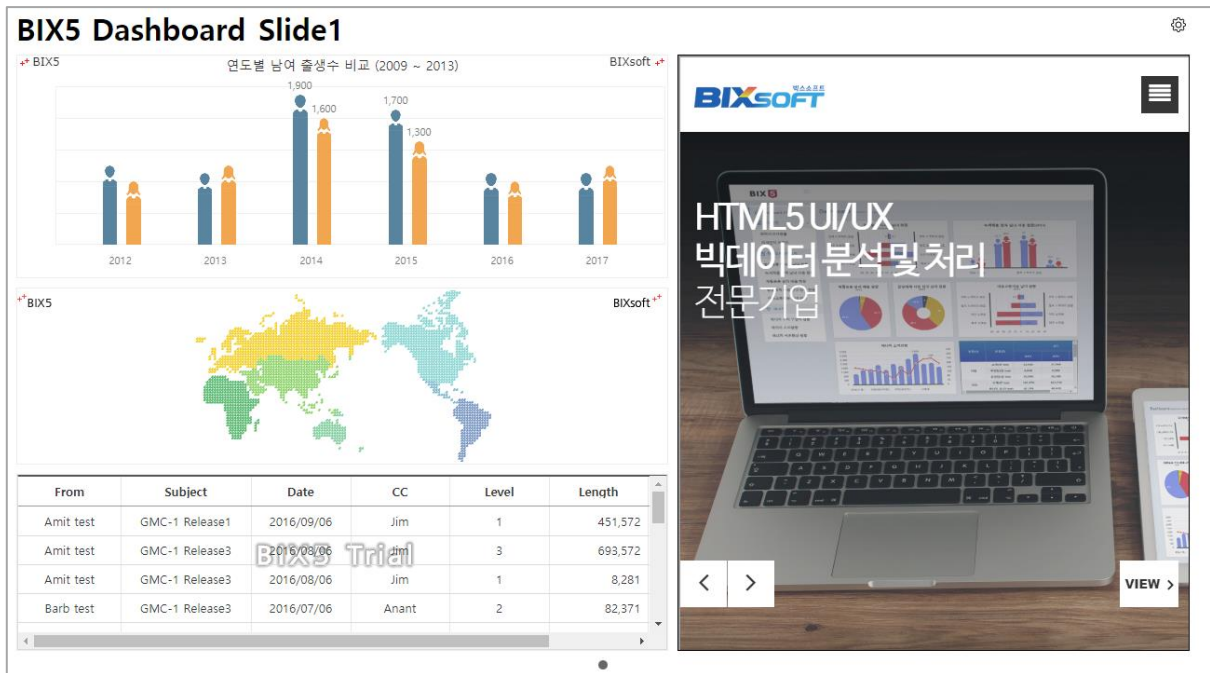 BIX5 Dashboard Slide1
BIX5
연도별 남여 출생수 비교 (2009 ~ 2013)
BIXsoft
1,900
1,600
1,700
1,300
2012 2013 2014 2015 2016 2017
BIX5
BIXsoft
From Subject Date CC Level Length
Amit test GMC-1 Release1 2016/09/06 Jim 1 451,572
Amit test GMC-1 Release3 2016/08/06 Jim 3 693,572
BIX5 Trial
Amit test GMC-1 Release3 2016/08/06 Jim 1 8,281
Barb test GMC-1 Release3 2016/07/06 Anant 2 82,371
빅스소프트
BIXSOFT
BIX 5
HTML5 UI/UX
빅데이터 분석 및 처리
전문기업
VIEW